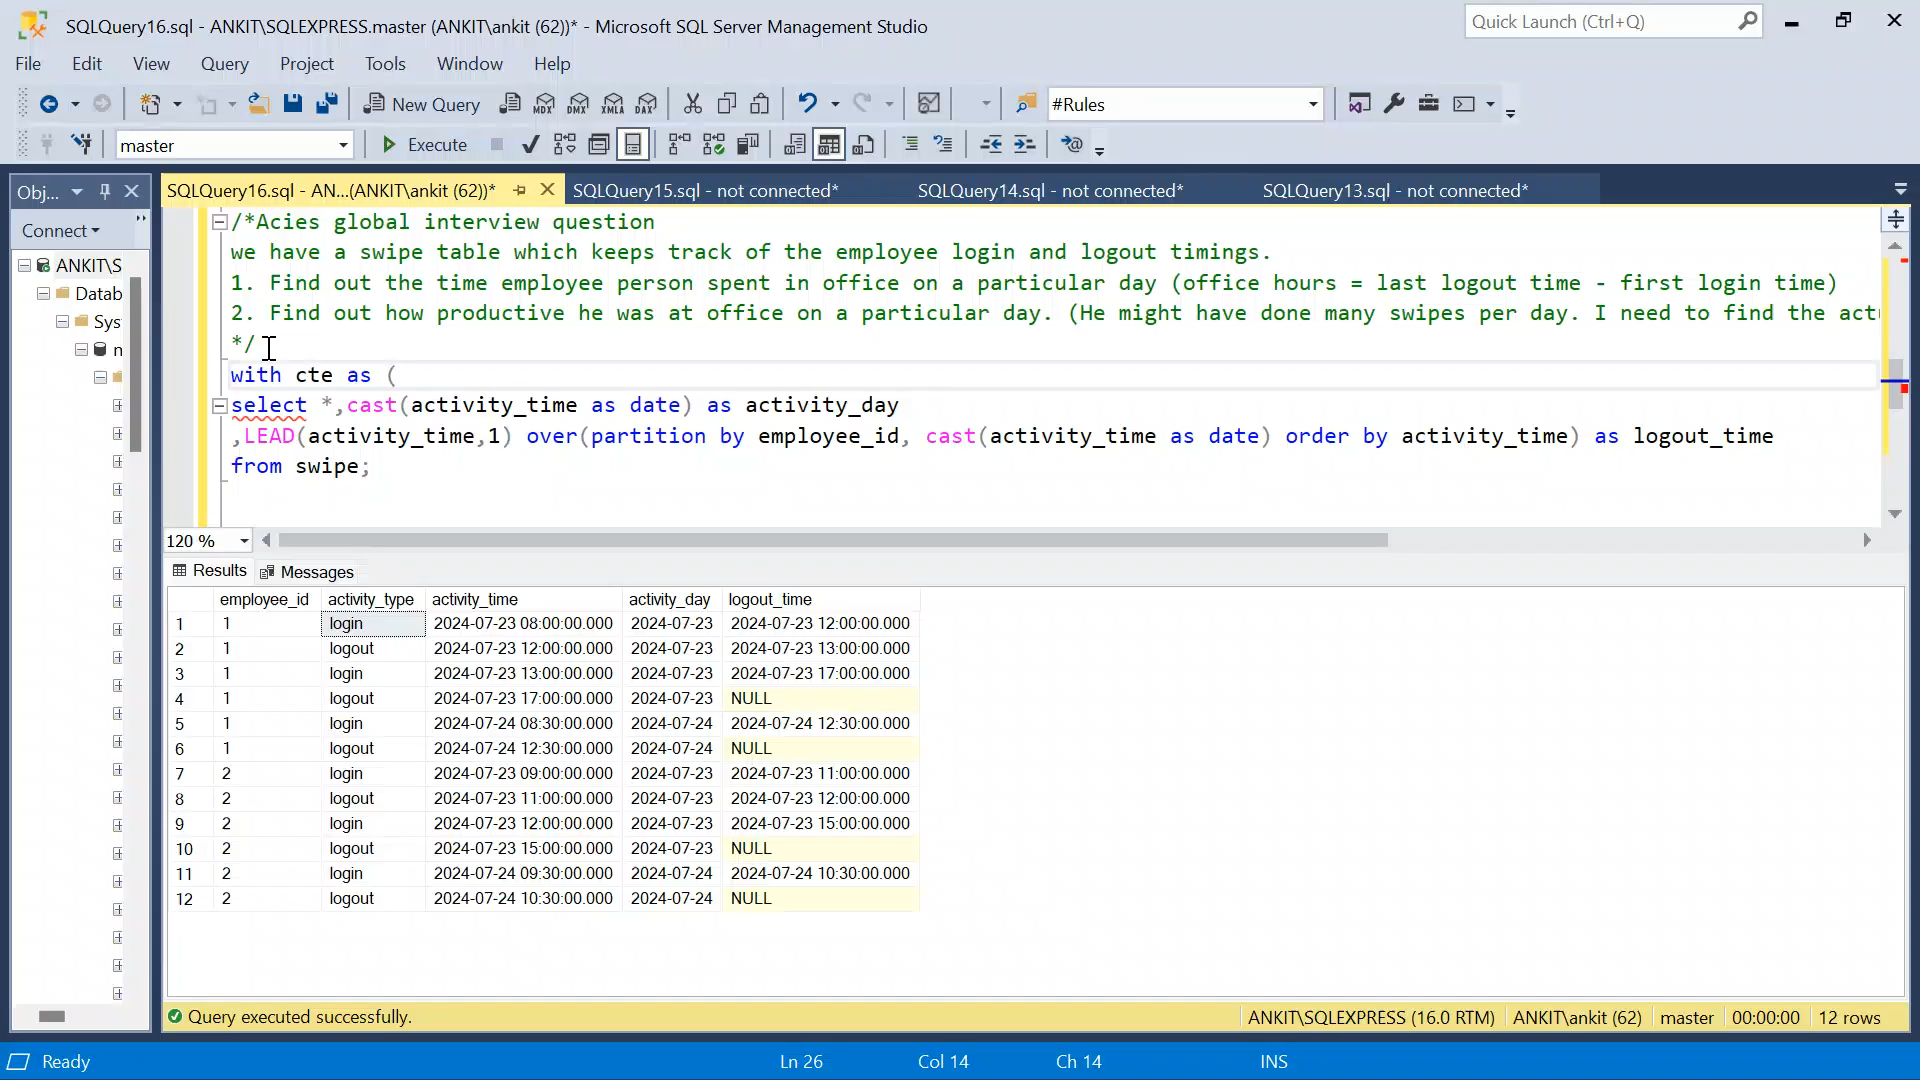 SQLQuery16.sql - ANKIT\SQLEXPRESS.master (ANKIT\ankit (62))* - Microsoft SQL Server Management Studio
Quick Launch (Ctrl+Q)
File Edit View Query Project Tools Window Help
New Query MDX DMX XMLA DAX #Rules
master Execute
Obj...
SQLQuery16.sql - AN...(ANKIT\ankit (62))* SQLQuery15.sql - not connected* SQLQuery14.sql - not connected* SQLQuery13.sql - not connected*
Connect
ANKIT\S
Datab
Sys
/*Acies global interview question
we have a swipe table which keeps track of the employee login and logout timings.
1. Find out the time employee person spent in office on a particular day (office hours = last logout time - first login time)
2. Find out how productive he was at office on a particular day. (He might have done many swipes per day. I need to find the act
*/
with cte as (
select *,cast(activity_time as date) as activity_day
,LEAD(activity_time,1) over(partition by employee_id, cast(activity_time as date) order by activity_time) as logout_time
from swipe;
120 %
Results Messages
employee_id activity_type activity_time activity_day logout_time
1 1 login 2024-07-23 08:00:00.000 2024-07-23 2024-07-23 12:00:00.000
2 1 logout 2024-07-23 12:00:00.000 2024-07-23 2024-07-23 13:00:00.000
3 1 login 2024-07-23 13:00:00.000 2024-07-23 2024-07-23 17:00:00.000
4 1 logout 2024-07-23 17:00:00.000 2024-07-23 NULL
5 1 login 2024-07-24 08:30:00.000 2024-07-24 2024-07-24 12:30:00.000
6 1 logout 2024-07-24 12:30:00.000 2024-07-24 NULL
7 2 login 2024-07-23 09:00:00.000 2024-07-23 2024-07-23 11:00:00.000
8 2 logout 2024-07-23 11:00:00.000 2024-07-23 2024-07-23 12:00:00.000
9 2 login 2024-07-23 12:00:00.000 2024-07-23 2024-07-23 15:00:00.000
10 2 logout 2024-07-23 15:00:00.000 2024-07-23 NULL
11 2 login 2024-07-24 09:30:00.000 2024-07-24 2024-07-24 10:30:00.000
12 2 logout 2024-07-24 10:30:00.000 2024-07-24 NULL
Query executed successfully. ANKIT\SQLEXPRESS (16.0 RTM) ANKIT\ankit (62) master 00:00:00 12 rows
Ready Ln 26 Col 14 Ch 14 INS